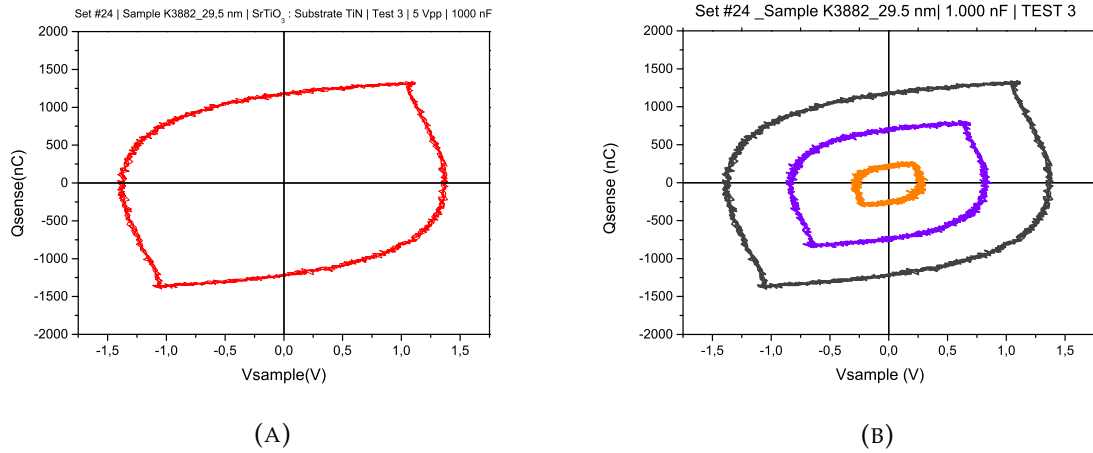 Set #24 | Sample K3882_29,5 nm | SrTiO3 : Substrate TiN | Test 3 | 5 Vpp | 1000 nF
2000
1500
1000
500
0
-500
-1000
-1500
-2000
Qsense(nC)
-1,5 -1,0 -0,5 0,0 0,5 1,0 1,5
Vsample(V)
(A)
Set #24 _Sample K3882_29.5 nm| 1.000 nF | TEST 3
2000
1500
1000
500
0
-500
-1000
-1500
-2000
Qsense (nC)
-1,5 -1,0 -0,5 0,0 0,5 1,0 1,5
Vsample (V)
(B)